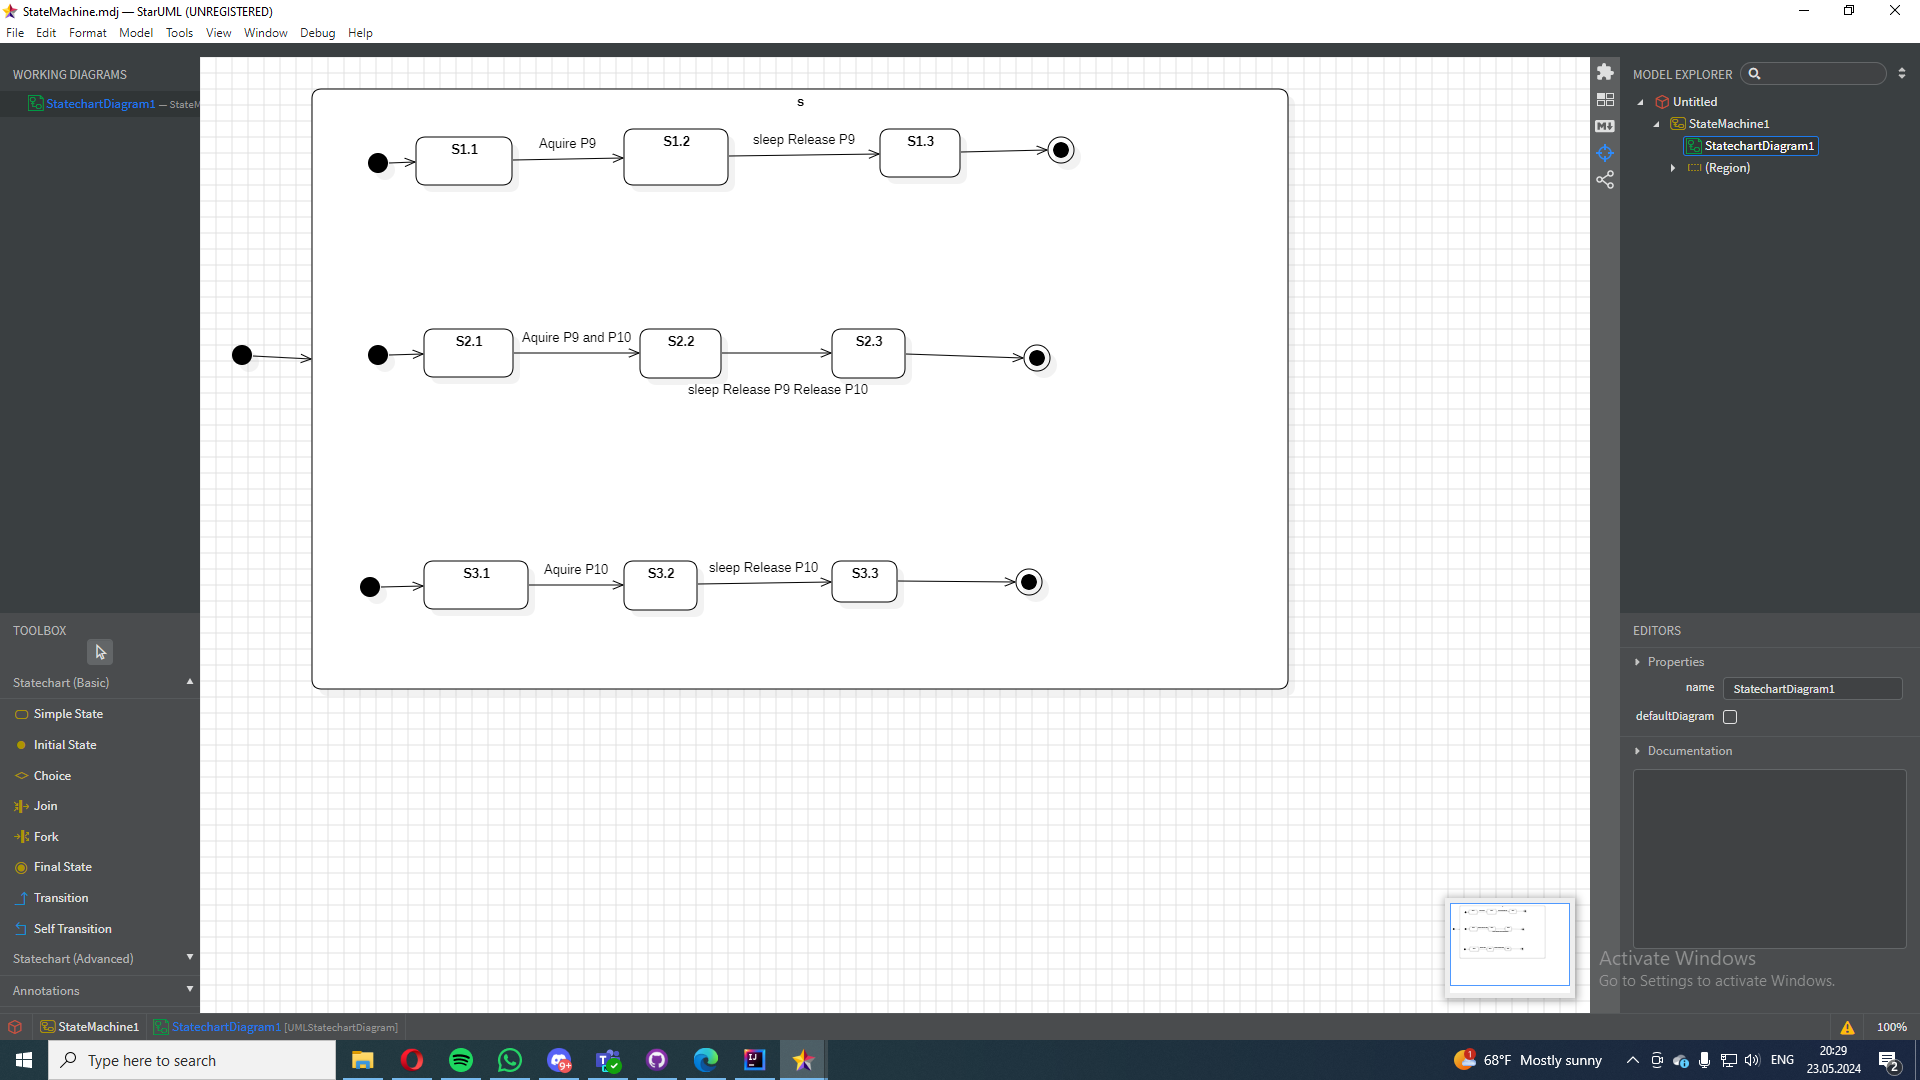 StateMachine.mdj — StarUML (UNREGISTERED)
File Edit Format Model Tools View Window Debug Help
WORKING DIAGRAMS
StatechartDiagram1 — StateM
s
S1.1
Aquire P9
S1.2
sleep Release P9
S1.3
S2.1
Aquire P9 and P10
S2.2
S2.3
sleep Release P9 Release P10
S3.1
Aquire P10
S3.2
sleep Release P10
S3.3
MODEL EXPLORER
Untitled
StateMachine1
StatechartDiagram1
(Region)
TOOLBOX
Statechart (Basic)
Simple State
Initial State
Choice
Join
Fork
Final State
Transition
Self Transition
Statechart (Advanced)
Annotations
EDITORS
Properties
name StatechartDiagram1
defaultDiagram
Documentation
Activate Windows
Go to Settings to activate Windows.
StateMachine1 StatechartDiagram1 [UMLStatechartDiagram]
100%
Type here to search
9+
IJ
1
68°F Mostly sunny
ENG
20:29
23.05.2024
2
M